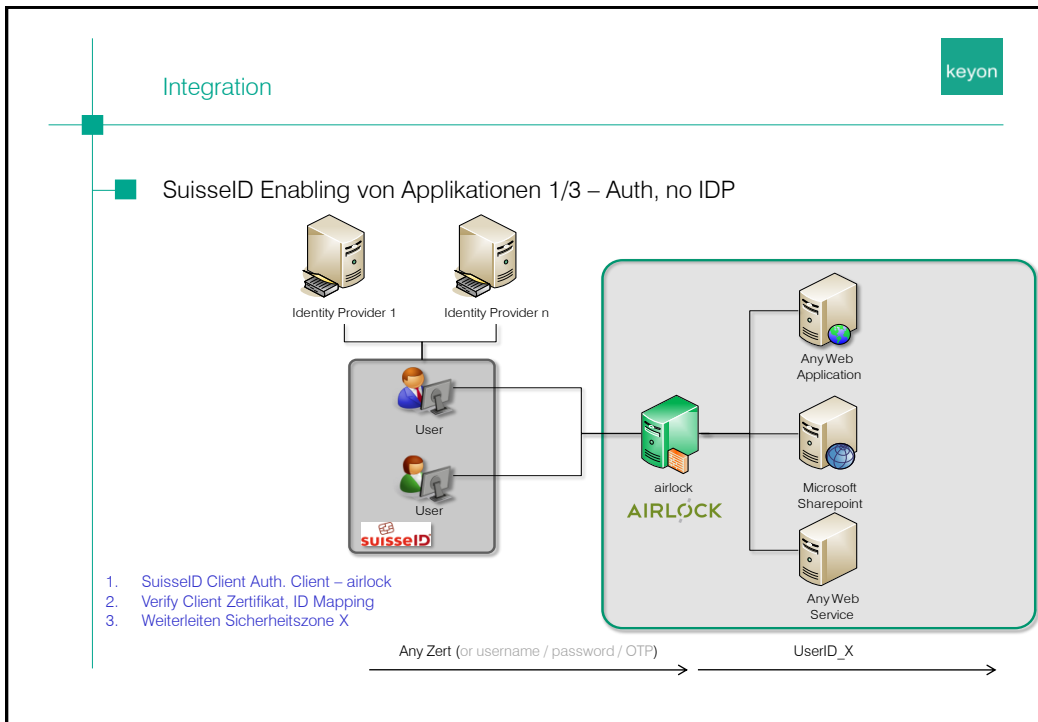 keyon
Integration
SuisseID Enabling von Applikationen 1/3 – Auth, no IDP
Identity Provider 1
Identity Provider n
User
User
suisseID
airlock
AIRLOCK
Any Web
Application
Microsoft
Sharepoint
Any Web
Service
1. SuisseID Client Auth. Client – airlock
2. Verify Client Zertifikat, ID Mapping
3. Weiterleiten Sicherheitszone X
Any Zert (or username / password / OTP)
UserID_X